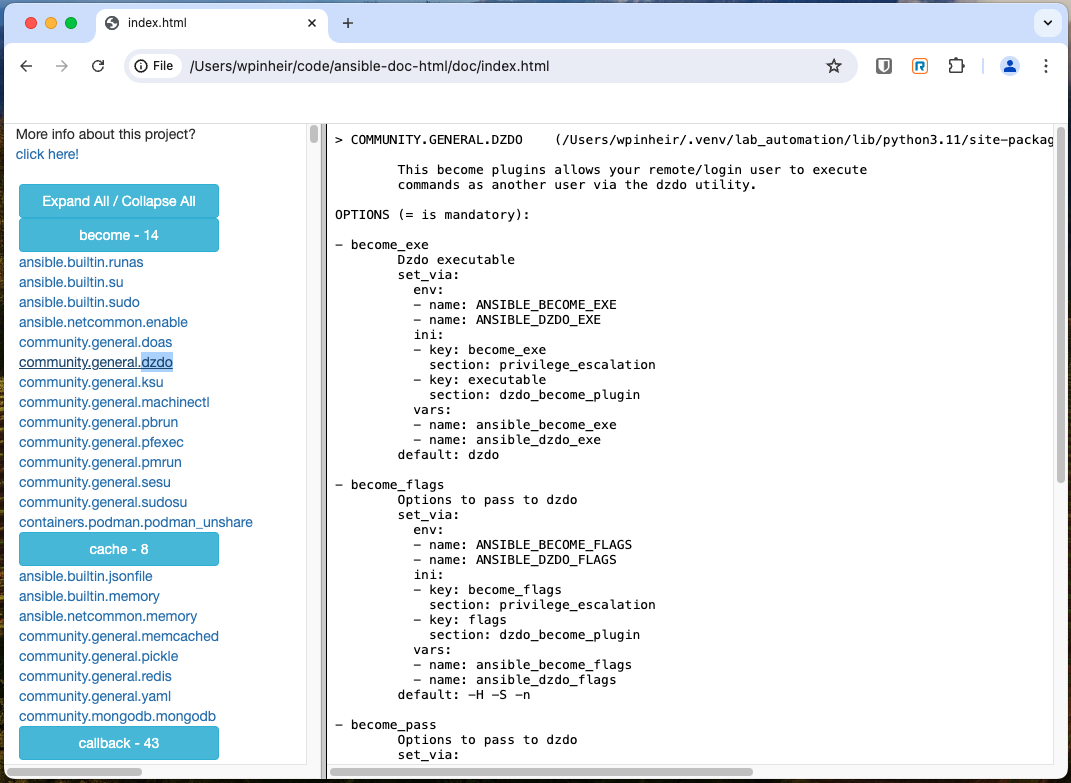 index.html
File
/Users/wpinheir/code/ansible-doc-html/doc/index.html
More info about this project?
click here!
Expand All / Collapse All
become - 14
ansible.builtin.runas
ansible.builtin.su
ansible.builtin.sudo
ansible.netcommon.enable
community.general.doas
community.general.dzdo
community.general.ksu
community.general.machinectl
community.general.pbrun
community.general.pfexec
community.general.pmrun
community.general.sesu
community.general.sudosu
containers.podman.podman_unshare
cache - 8
ansible.builtin.jsonfile
ansible.builtin.memory
ansible.netcommon.memory
community.general.memcached
community.general.pickle
community.general.redis
community.general.yaml
community.mongodb.mongodb
callback - 43
> COMMUNITY.GENERAL.DZDO    (/Users/wpinheir/.venv/lab_automation/lib/python3.11/site-packag
This become plugins allows your remote/login user to execute
commands as another user via the dzdo utility.
OPTIONS (= is mandatory):
- become_exe
Dzdo executable
set_via:
env:
- name: ANSIBLE_BECOME_EXE
- name: ANSIBLE_DZDO_EXE
ini:
- key: become_exe
section: privilege_escalation
- key: executable
section: dzdo_become_plugin
vars:
- name: ansible_become_exe
- name: ansible_dzdo_exe
default: dzdo
- become_flags
Options to pass to dzdo
set_via:
env:
- name: ANSIBLE_BECOME_FLAGS
- name: ANSIBLE_DZDO_FLAGS
ini:
- key: become_flags
section: privilege_escalation
- key: flags
section: dzdo_become_plugin
vars:
- name: ansible_become_flags
- name: ansible_dzdo_flags
default: -H -S -n
- become_pass
Options to pass to dzdo
set_via: